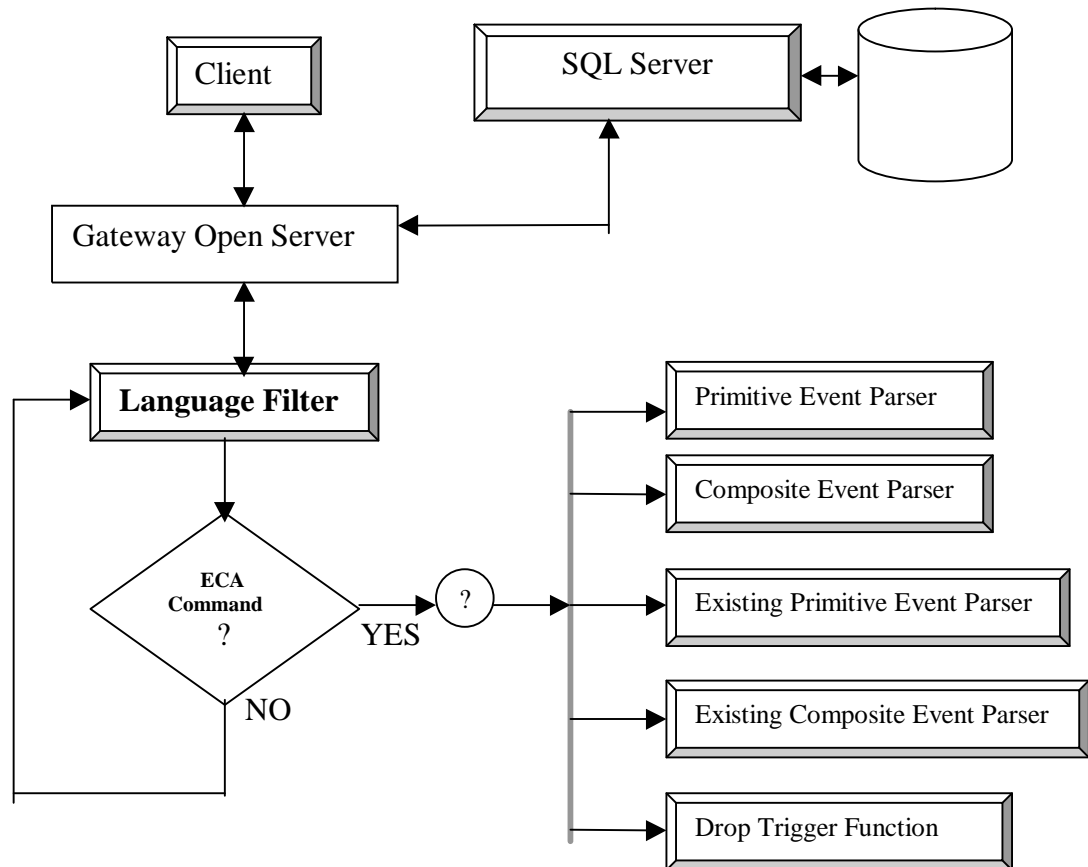 Client
SQL Server
Gateway Open Server
Language Filter
Primitive Event Parser
Composite Event Parser
ECA
Command
?
YES
?
Existing Primitive Event Parser
NO
Existing Composite Event Parser
Drop Trigger Function